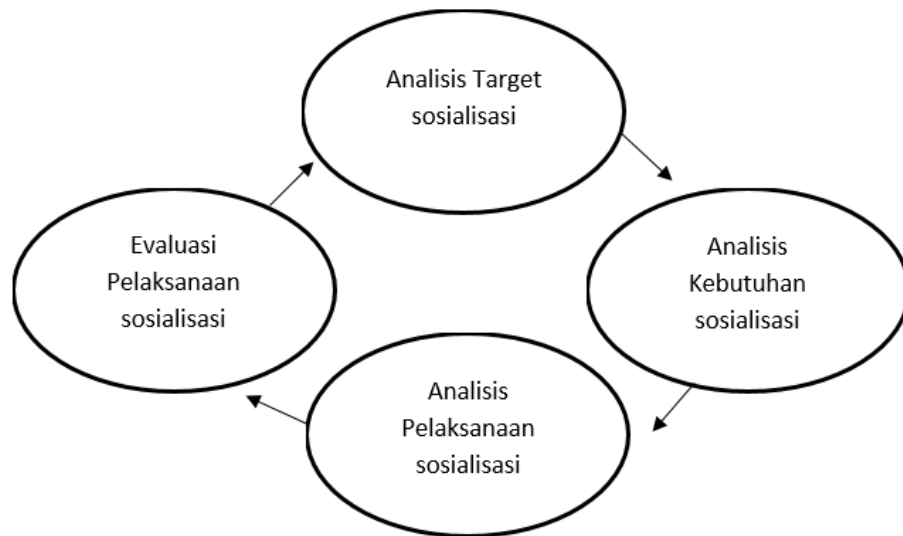 Analisis Target
sosialisasi
Analisis
Kebutuhan
sosialisasi
Analisis
Pelaksanaan
sosialisasi
Evaluasi
Pelaksanaan
sosialisasi